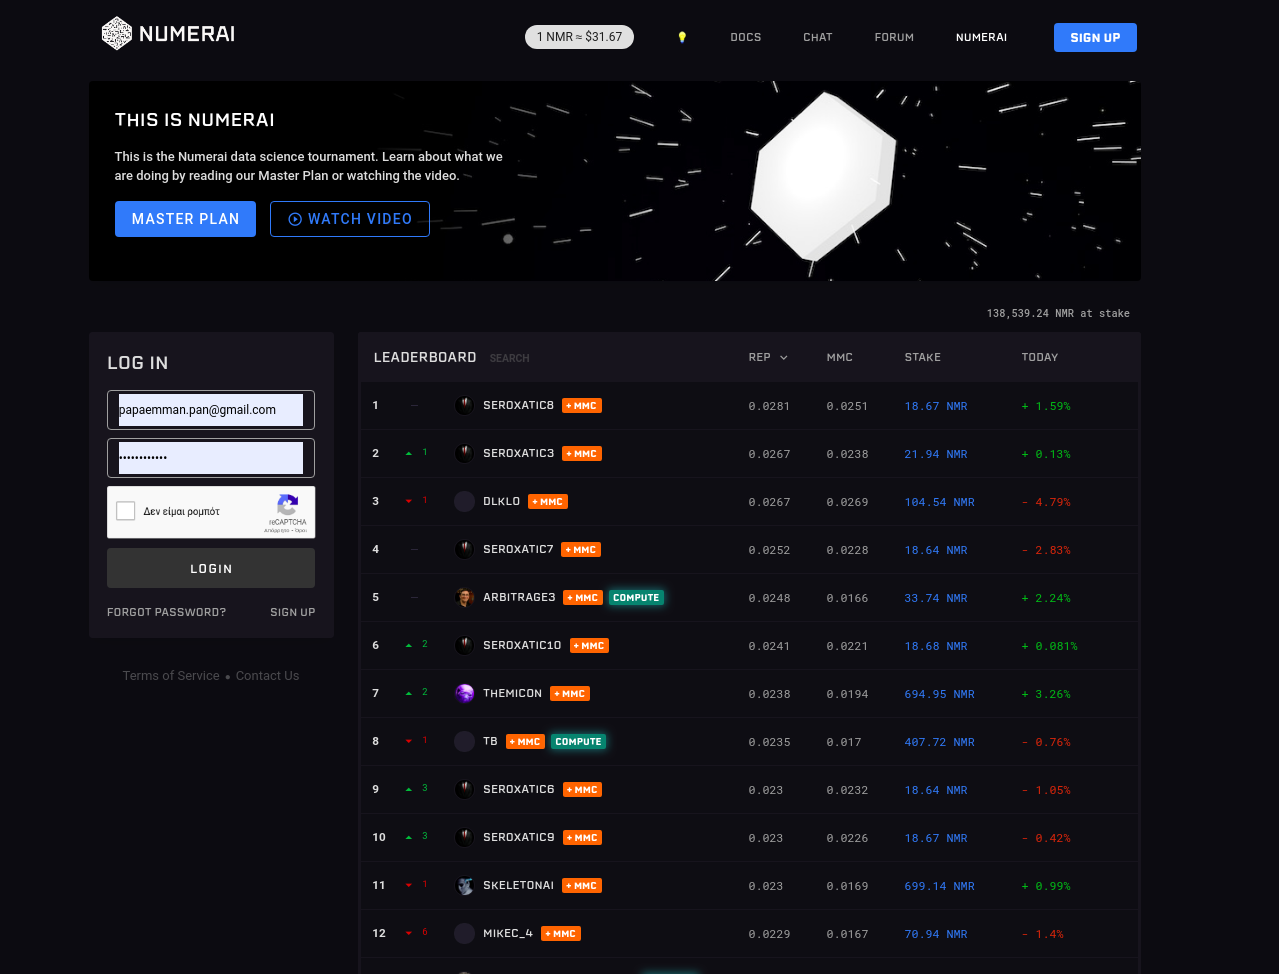 NUMERAI
1 NMR ≈ $31.67
DOCS
CHAT
FORUM
NUMERAI
SIGN UP
THIS IS NUMERAI
This is the Numerai data science tournament. Learn about what we
are doing by reading our Master Plan or watching the video.
MASTER PLAN
WATCH VIDEO
138,539.24 NMR at stake
LOG IN
papaemman.pan@gmail.com
••••••••••••
Δεν είμαι ρομπότ
reCAPTCHA
Απόρρητο - Όροι
LOGIN
FORGOT PASSWORD? SIGN UP
Terms of Service • Contact Us
LEADERBOARD SEARCH REP MMC STAKE TODAY
1 — SEROXATIC8 + MMC 0.0281 0.0251 18.67 NMR + 1.59%
2 1 SEROXATIC3 + MMC 0.0267 0.0238 21.94 NMR + 0.13%
3 1 DLKLO + MMC 0.0267 0.0269 104.54 NMR - 4.79%
4 — SEROXATIC7 + MMC 0.0252 0.0228 18.64 NMR - 2.83%
5 — ARBITRAGE3 + MMC COMPUTE 0.0248 0.0166 33.74 NMR + 2.24%
6 2 SEROXATIC10 + MMC 0.0241 0.0221 18.68 NMR + 0.081%
7 2 THEMICON + MMC 0.0238 0.0194 694.95 NMR + 3.26%
8 1 TB + MMC COMPUTE 0.0235 0.017 407.72 NMR - 0.76%
9 3 SEROXATIC6 + MMC 0.023 0.0232 18.64 NMR - 1.05%
10 3 SEROXATIC9 + MMC 0.023 0.0226 18.67 NMR - 0.42%
11 1 SKELETONAI + MMC 0.023 0.0169 699.14 NMR + 0.99%
12 6 MIKEC_4 + MMC 0.0229 0.0167 70.94 NMR - 1.4%